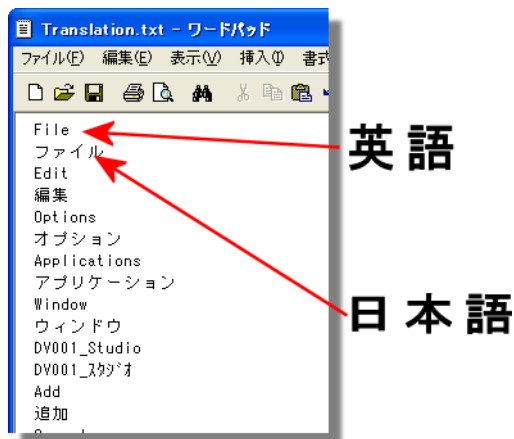 Translation.txt - ワードパッド
ファイル(F) 編集(E) 表示(V) 挿入(I) 書式
File
ファイル
Edit
編集
Options
オプション
Applications
アプリケーション
Window
ウィンドウ
DV001_Studio
DV001_ｽﾀｼﾞｵ
Add
追加
英語
日本語